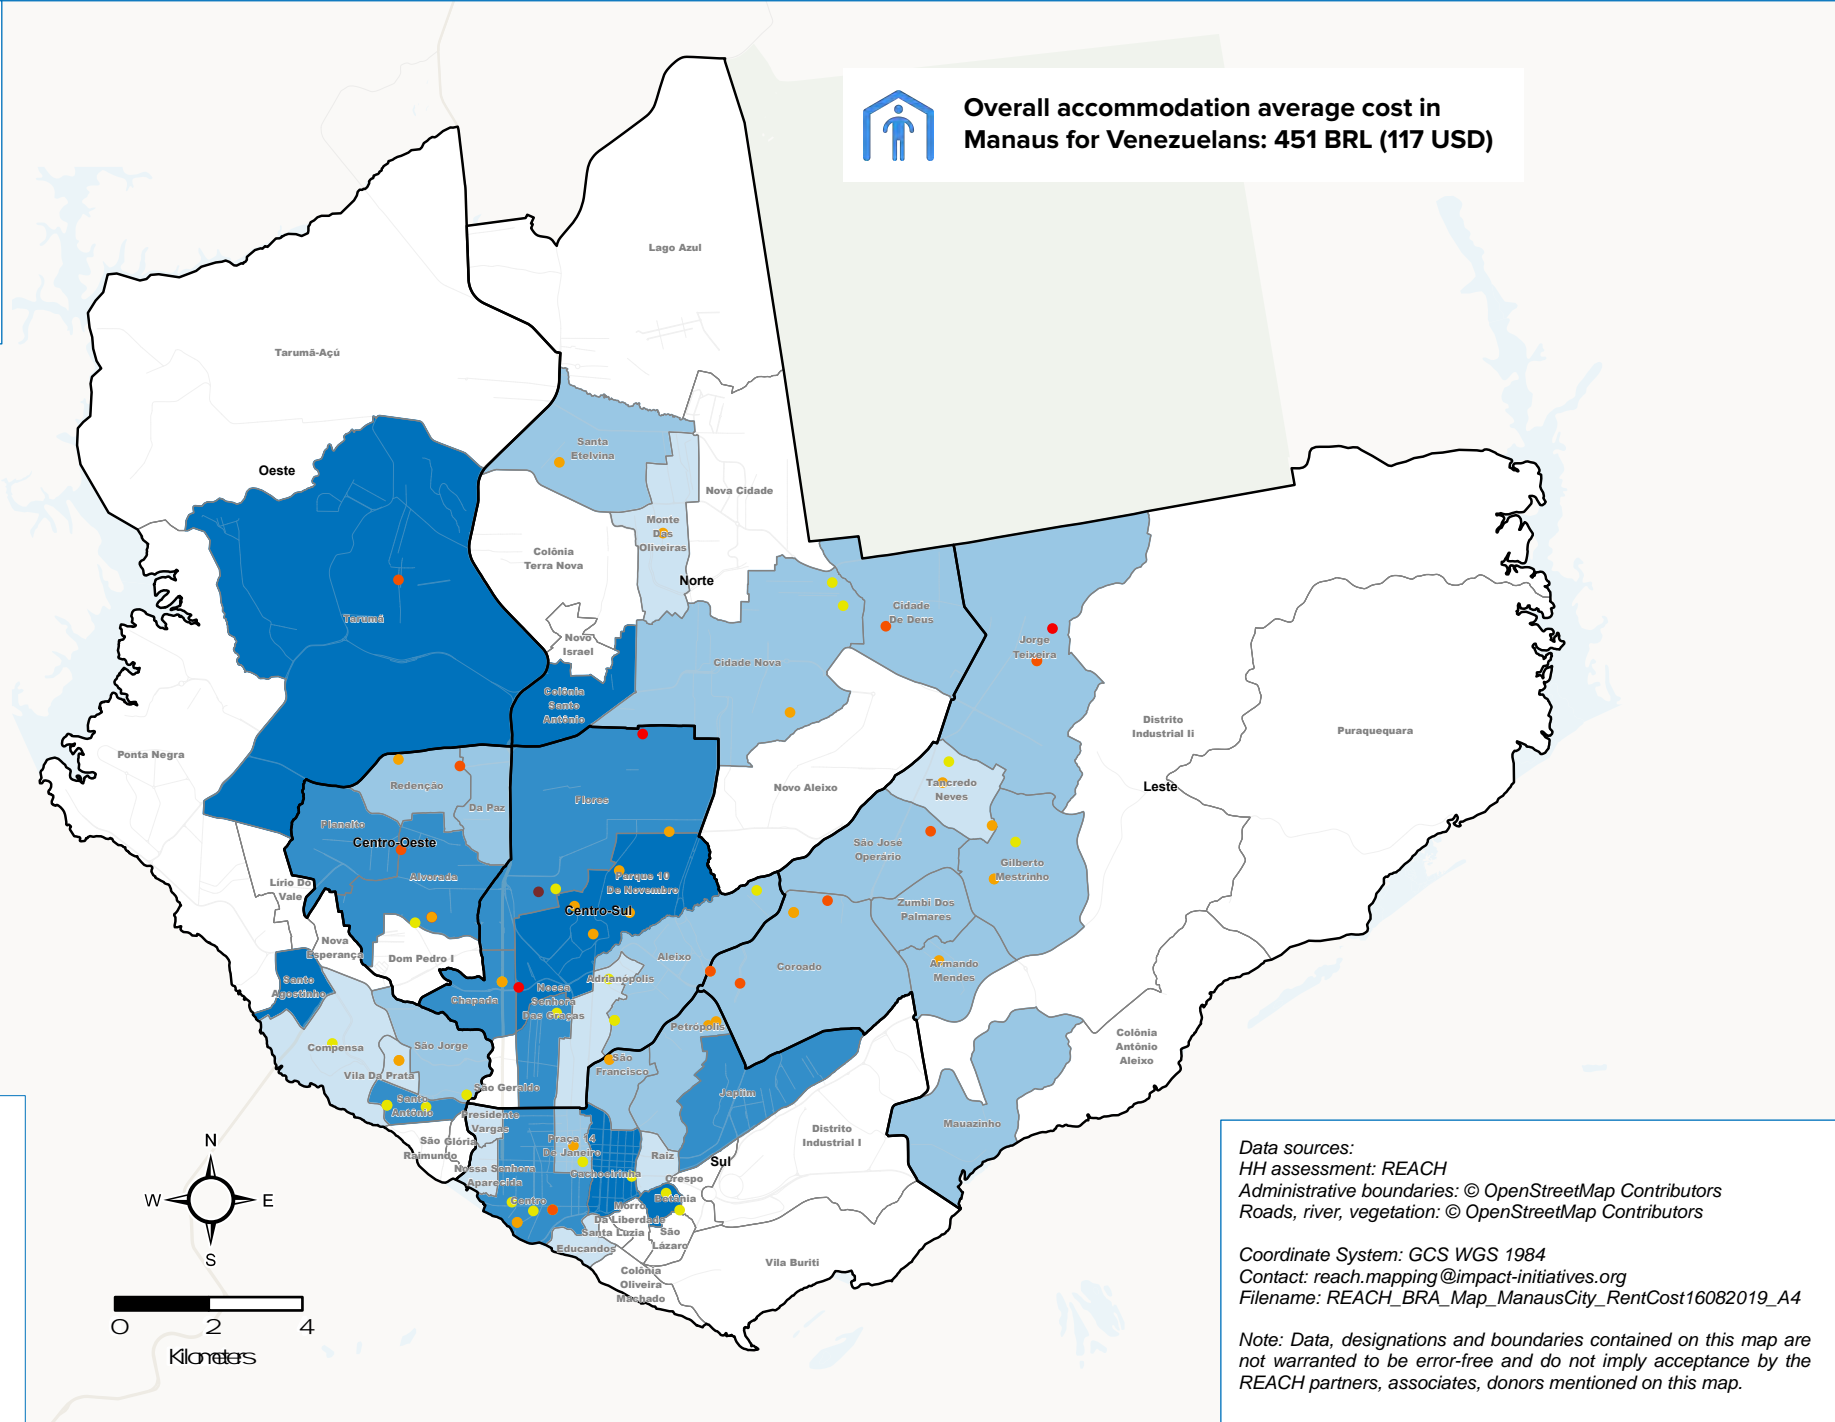 Overall accommodation average cost in
Manaus for Venezuelans: 451 BRL (117 USD)
Lago Azul
Tarumã-Açú
Santa
Etelvina
Oeste
Nova Cidade
Monte
Das
Oliveiras
Colônia
Terra Nova
Norte
Cidade
De Deus
Tarumã
Novo
Israel
Jorge
Teixeira
Cidade Nova
Colônia
Santo
Antônio
Distrito
Industrial Ii
Puraquequara
Ponta Negra
Redenção
Da Paz
Flores
Novo Aleixo
Tancredo
Neves
Leste
Planalto
Centro-Oeste
São José
Operário
Gilberto
Mestrinho
Alvorada
Parque 10
De Novembro
Lírio Do
Vale
Centro-Sul
Zumbi Dos
Palmares
Nova
Esperança
Dom Pedro I
Aleixo
Coroado
Armando
Mendes
Santo
Agostinho
Adrianópolis
Chapada
Nossa
Senhora
Das Graças
Petrópolis
Colônia
Antônio
Aleixo
Compensa
São Jorge
São
Francisco
Vila Da Prata
São Geraldo
Japiim
Santo
Antônio
Presidente
Vargas
Mauazinho
Distrito
Industrial I
São
Raimundo
Glória
Praça 14
De Janeiro
Raiz
Sul
Nossa Senhora
Aparecida
Cachoeirinha
Crespo
Centro
Betânia
Morro
Da Liberdade
Santa Luzia
São
Lázaro
Educandos
Vila Buriti
Colônia
Oliveira
Machado
N
W
E
S
0 2 4
Kilometers
Data sources:
HH assessment: REACH
Administrative boundaries: © OpenStreetMap Contributors
Roads, river, vegetation: © OpenStreetMap Contributors
Coordinate System: GCS WGS 1984
Contact: reach.mapping@impact-initiatives.org
Filename: REACH_BRA_Map_ManausCity_RentCost16082019_A4
Note: Data, designations and boundaries contained on this map are
not warranted to be error-free and do not imply acceptance by the
REACH partners, associates, donors mentioned on this map.